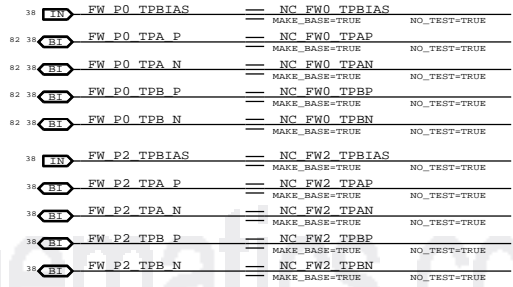 38 IN FW_P0_TPBIAS NC_FW0_TPBIAS
MAKE_BASE=TRUE NO_TEST=TRUE
82 38 BI FW_P0_TPA_P NC_FW0_TPAP
MAKE_BASE=TRUE NO_TEST=TRUE
82 38 BI FW_P0_TPA_N NC_FW0_TPAN
MAKE_BASE=TRUE NO_TEST=TRUE
82 38 BI FW_P0_TPB_P NC_FW0_TPBP
MAKE_BASE=TRUE NO_TEST=TRUE
82 38 BI FW_P0_TPB_N NC_FW0_TPBN
MAKE_BASE=TRUE NO_TEST=TRUE
38 IN FW_P2_TPBIAS NC_FW2_TPBIAS
MAKE_BASE=TRUE NO_TEST=TRUE
38 BI FW_P2_TPA_P NC_FW2_TPAP
MAKE_BASE=TRUE NO_TEST=TRUE
38 BI FW_P2_TPA_N NC_FW2_TPAN
MAKE_BASE=TRUE NO_TEST=TRUE
38 BI FW_P2_TPB_P NC_FW2_TPBP
MAKE_BASE=TRUE NO_TEST=TRUE
38 BI FW_P2_TPB_N NC_FW2_TPBN
MAKE_BASE=TRUE NO_TEST=TRUE